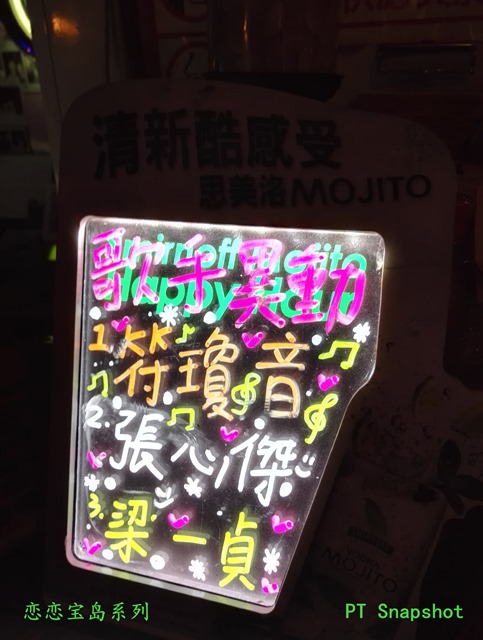 清新酷感受
思美洛MOJITO
Smirnoff Mojito
Happy Hour
歌手異動
1. 符瓊音
2. 張心傑
3. 梁一貞
MOJITO
恋恋宝岛系列
PT Snapshot